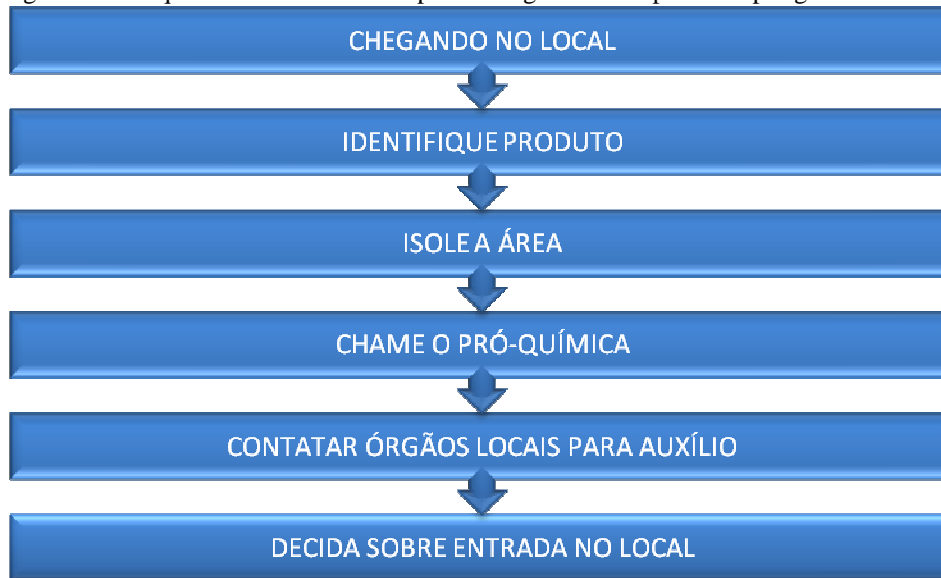 CHEGANDO NO LOCAL
IDENTIFIQUE PRODUTO
ISOLE A ÁREA
CHAME O PRÓ-QUÍMICA
CONTATAR ÓRGÃOS LOCAIS PARA AUXÍLIO
DECIDA SOBRE ENTRADA NO LOCAL